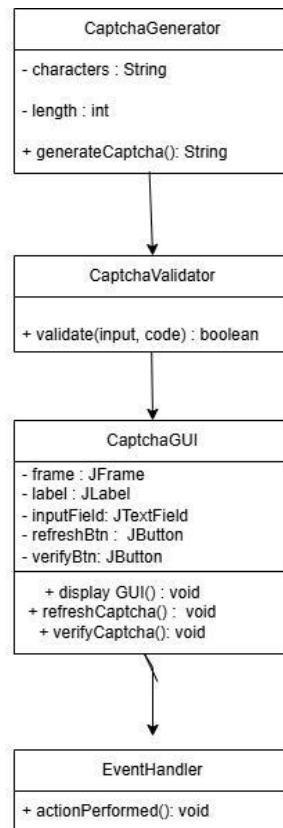 CaptchaGenerator
- characters : String
- length : int
+ generateCaptcha(): String
CaptchaValidator
+ validate(input, code) : boolean
CaptchaGUI
- frame : JFrame
- label : JLabel
- inputField: JTextField
- refreshBtn : JButton
- verifyBtn: JButton
+ display GUI() : void
+ refreshCaptcha() : void
+ verifyCaptcha(): void
EventHandler
+ actionPerformed(): void